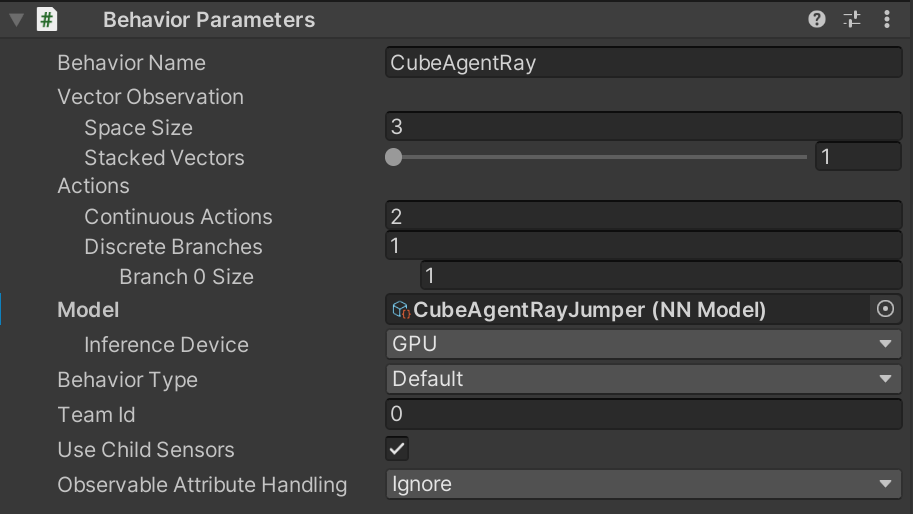 Behavior Parameters
Behavior Name CubeAgentRay
Vector Observation
Space Size 3
Stacked Vectors 1
Actions
Continuous Actions 2
Discrete Branches 1
Branch 0 Size 1
Model CubeAgentRayJumper (NN Model)
Inference Device GPU
Behavior Type Default
Team Id 0
Use Child Sensors
Observable Attribute Handling Ignore